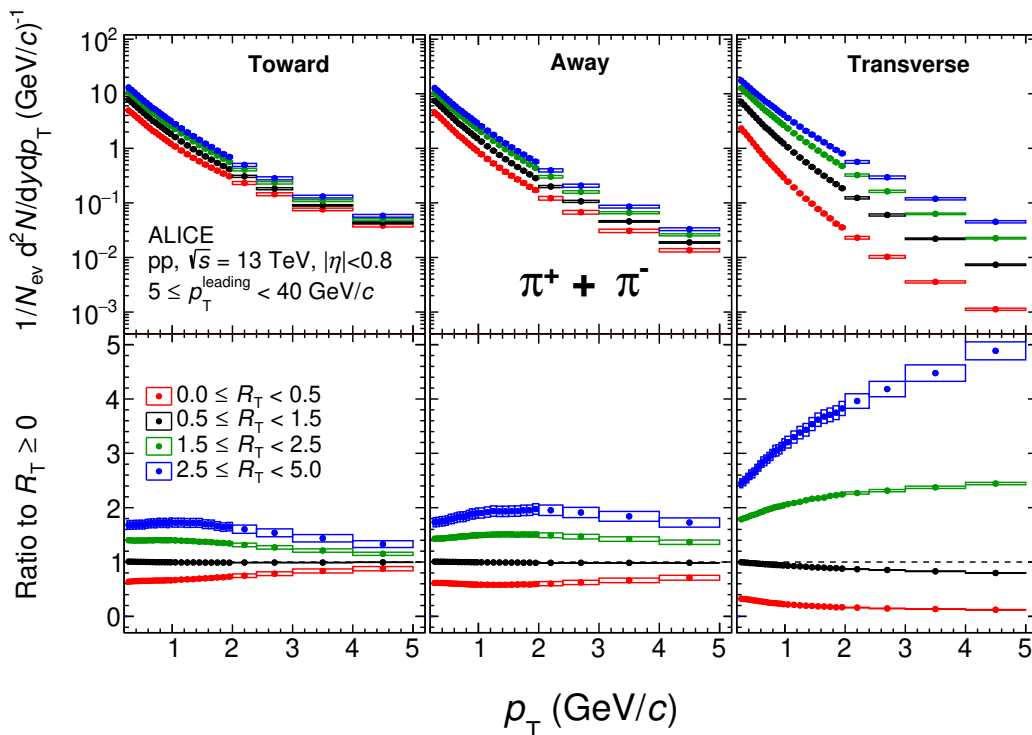 1/N_ev d²N/dydp_T (GeV/c)⁻¹
10²
10
1
10⁻¹
10⁻²
10⁻³
Toward
Away
Transverse
ALICE
pp, √s = 13 TeV, |η|<0.8
5 ≤ p_T^leading < 40 GeV/c
π⁺ + π⁻
Ratio to R_T ≥ 0
5
4
3
2
1
0
0.0 ≤ R_T < 0.5
0.5 ≤ R_T < 1.5
1.5 ≤ R_T < 2.5
2.5 ≤ R_T < 5.0
1 2 3 4 5 1 2 3 4 5 1 2 3 4 5
p_T (GeV/c)